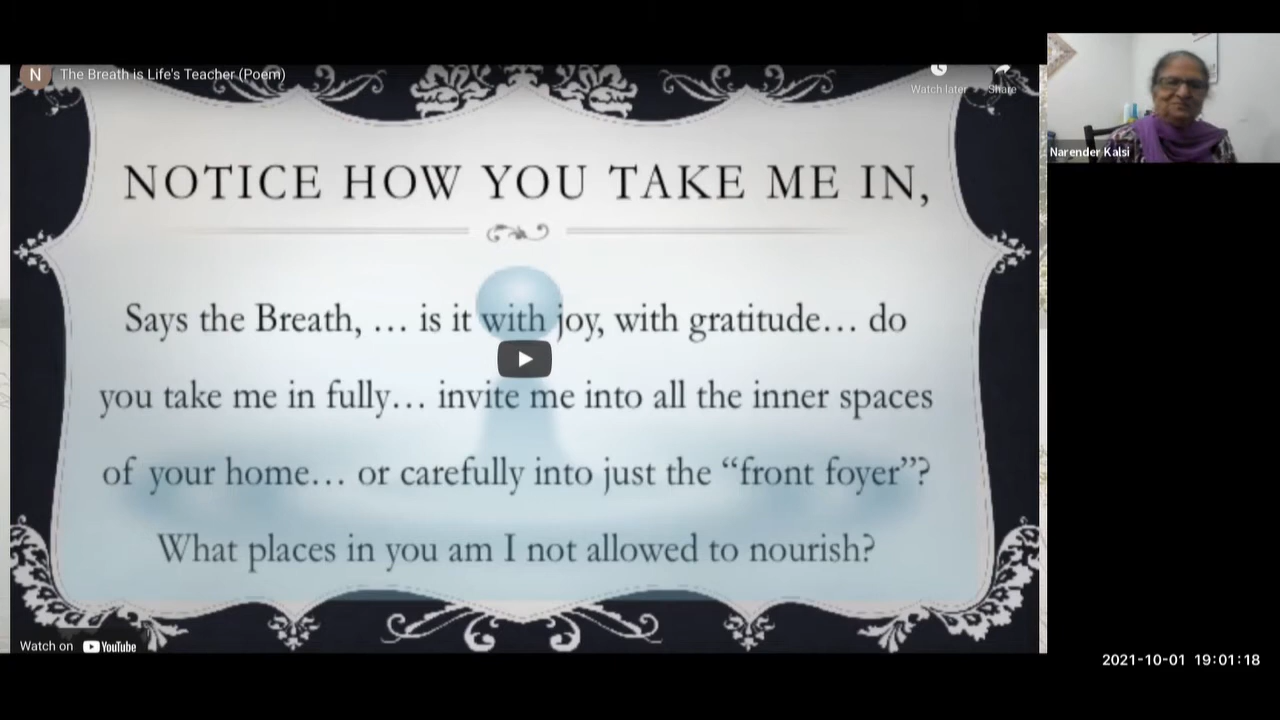 N
The Breath is Life's Teacher (Poem)
Watch later
Share
NOTICE HOW YOU TAKE ME IN,
Says the Breath, … is it with joy, with gratitude… do
you take me in fully… invite me into all the inner spaces
of your home… or carefully into just the “front foyer”?
What places in you am I not allowed to nourish?
Watch on YouTube
Narender Kalsi
2021-10-01 19:01:18